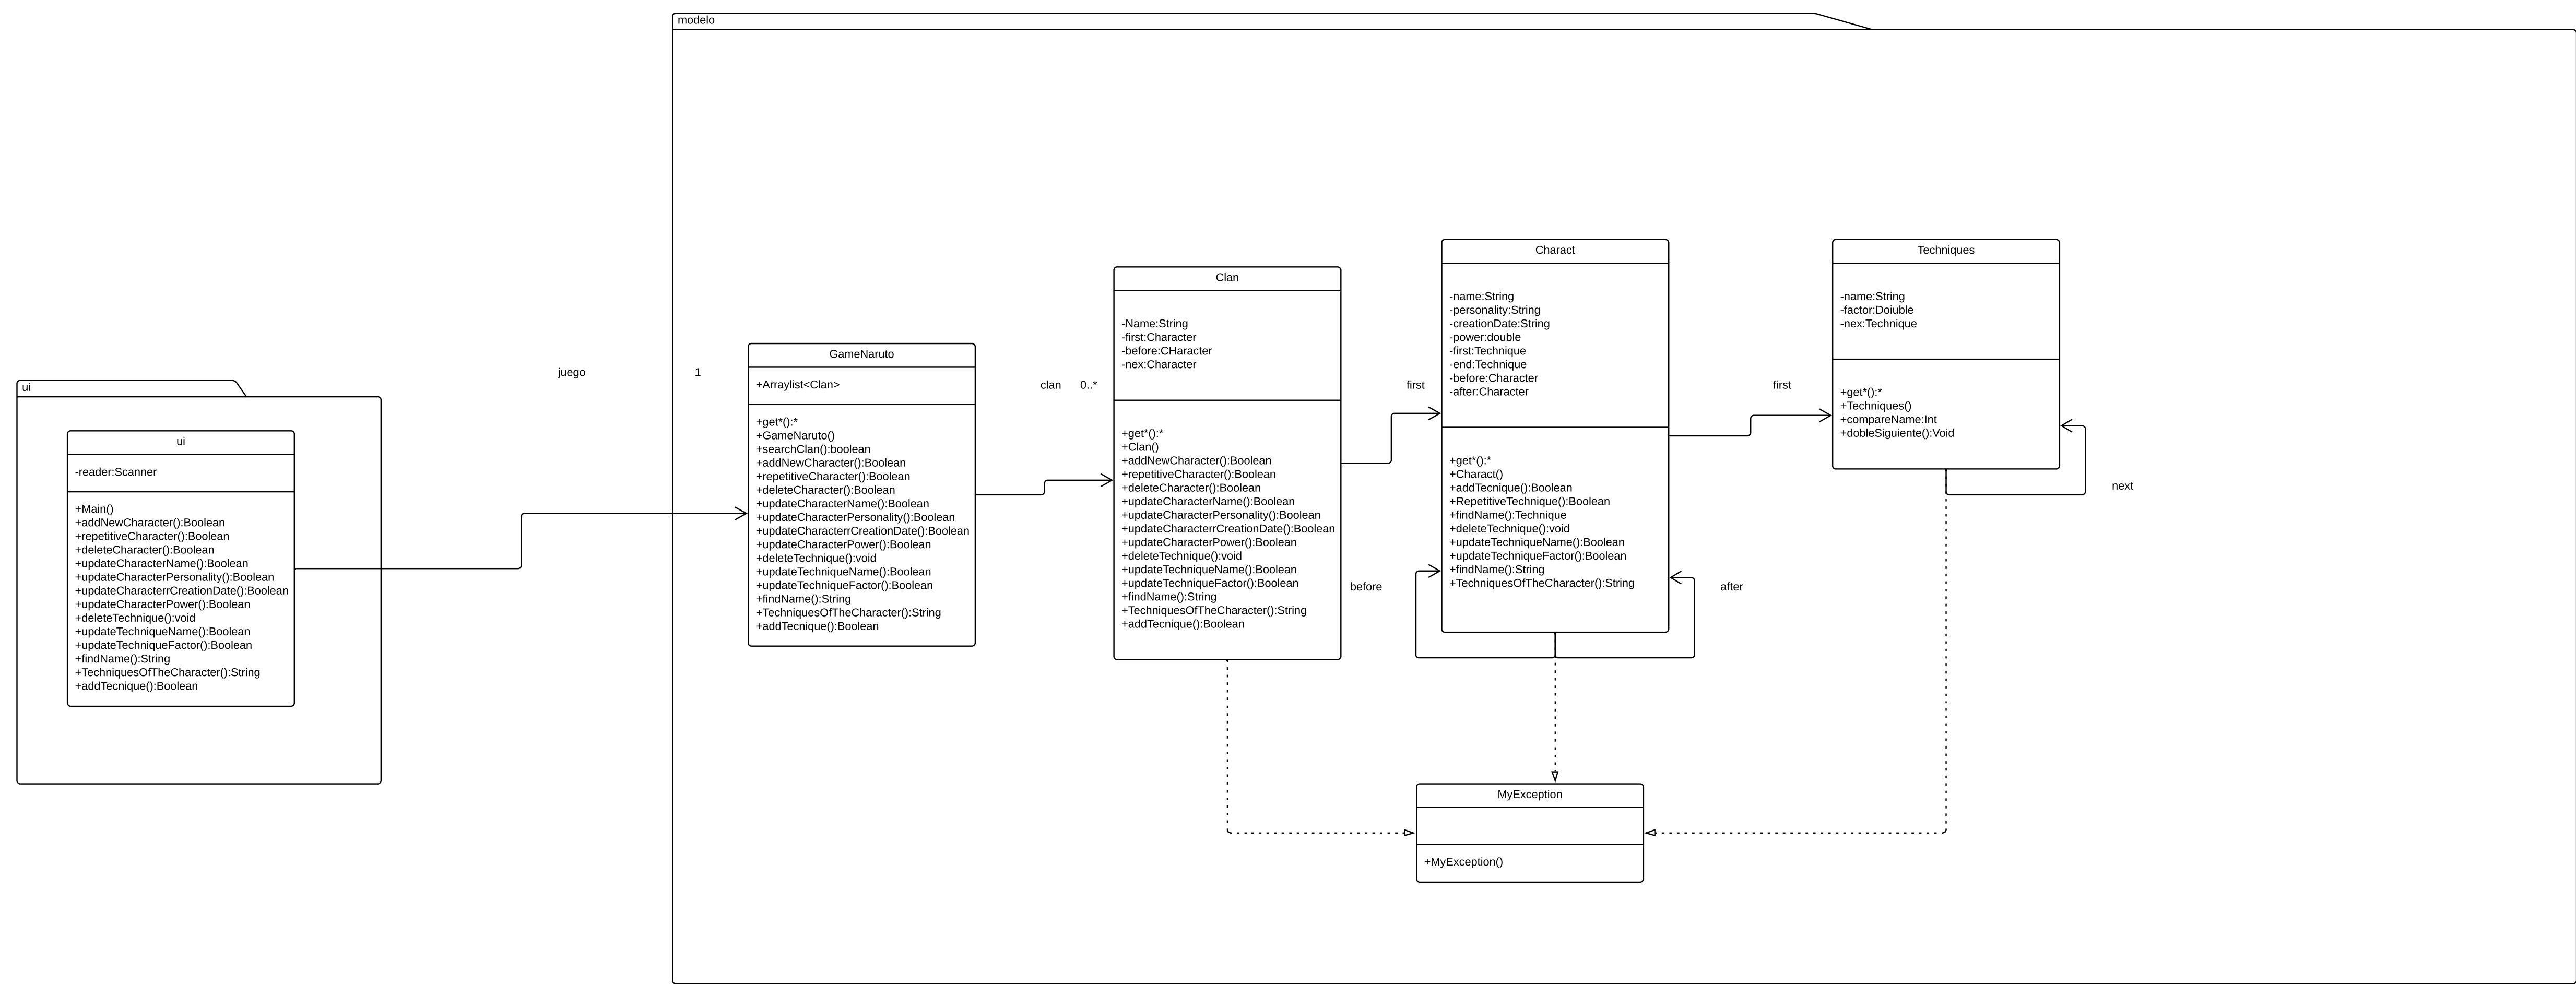 modelo
ui
juego
1
ui
-reader:Scanner
+Main()
+addNewCharacter():Boolean
+repetitiveCharacter():Boolean
+deleteCharacter():Boolean
+updateCharacterName():Boolean
+updateCharacterPersonality():Boolean
+updateCharacterrCreationDate():Boolean
+updateCharacterPower():Boolean
+deleteTechnique():void
+updateTechniqueName():Boolean
+updateTechniqueFactor():Boolean
+findName():String
+TechniquesOfTheCharacter():String
+addTecnique():Boolean
GameNaruto
+Arraylist<Clan>
+get*():*
+GameNaruto()
+searchClan():boolean
+addNewCharacter():Boolean
+repetitiveCharacter():Boolean
+deleteCharacter():Boolean
+updateCharacterName():Boolean
+updateCharacterPersonality():Boolean
+updateCharacterrCreationDate():Boolean
+updateCharacterPower():Boolean
+deleteTechnique():void
+updateTechniqueName():Boolean
+updateTechniqueFactor():Boolean
+findName():String
+TechniquesOfTheCharacter():String
+addTecnique():Boolean
clan 0..*
Clan
-Name:String
-first:Character
-before:CHaracter
-nex:Character
+get*():*
+Clan()
+addNewCharacter():Boolean
+repetitiveCharacter():Boolean
+deleteCharacter():Boolean
+updateCharacterName():Boolean
+updateCharacterPersonality():Boolean
+updateCharacterrCreationDate():Boolean
+updateCharacterPower():Boolean
+deleteTechnique():void
+updateTechniqueName():Boolean
+updateTechniqueFactor():Boolean
+findName():String
+TechniquesOfTheCharacter():String
+addTecnique():Boolean
first
before
Charact
-name:String
-personality:String
-creationDate:String
-power:double
-first:Technique
-end:Technique
-before:Character
-after:Character
+get*():*
+Charact()
+addTecnique():Boolean
+RepetitiveTechnique():Boolean
+findName():Technique
+deleteTechnique():void
+updateTechniqueName():Boolean
+updateTechniqueFactor():Boolean
+findName():String
+TechniquesOfTheCharacter():String
after
first
Techniques
-name:String
-factor:Doiuble
-nex:Technique
+get*():*
+Techniques()
+compareName:Int
+dobleSiguiente():Void
next
MyException
+MyException()